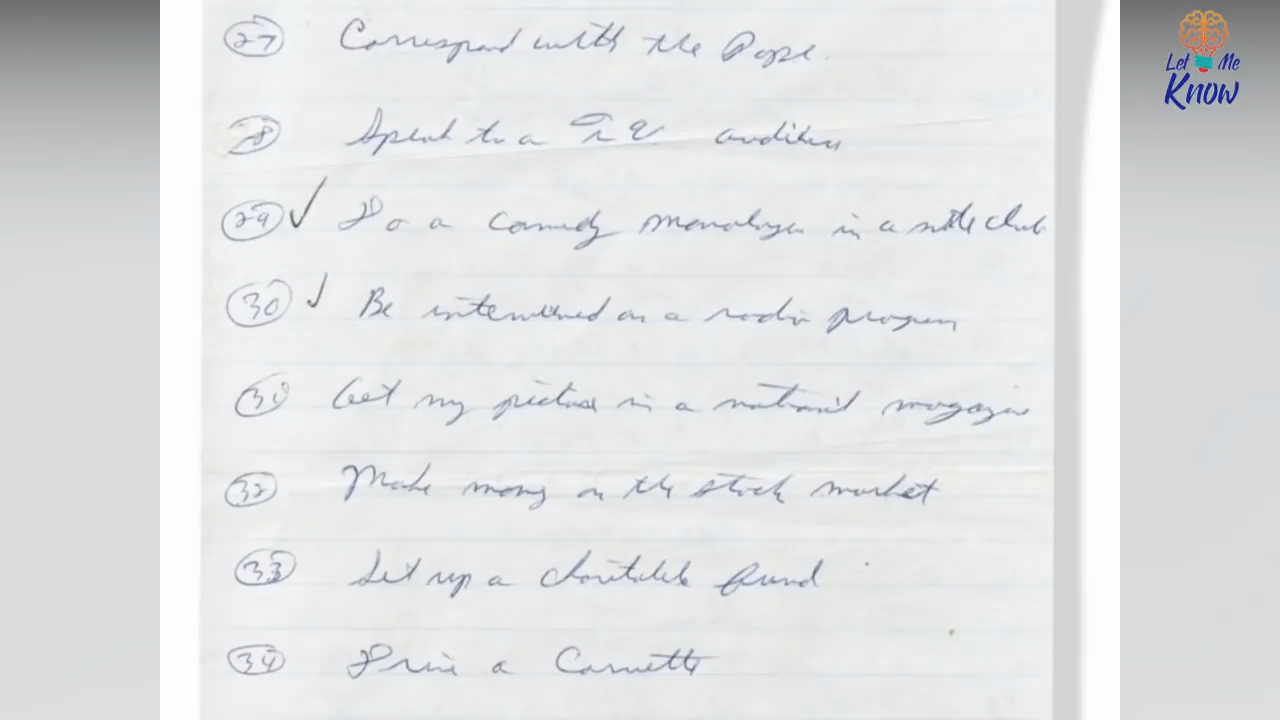 27 Correspond with the Pope.
28 Speak to a T.V. audience
29 ✓ Do a comedy monologue in a nite club
30 ✓ Be interviewed on a radio program
31 Get my picture in a national magazine
32 Make money on the stock market
33 Set up a charitable fund
34 Drive a Corvette
Let Me
Know